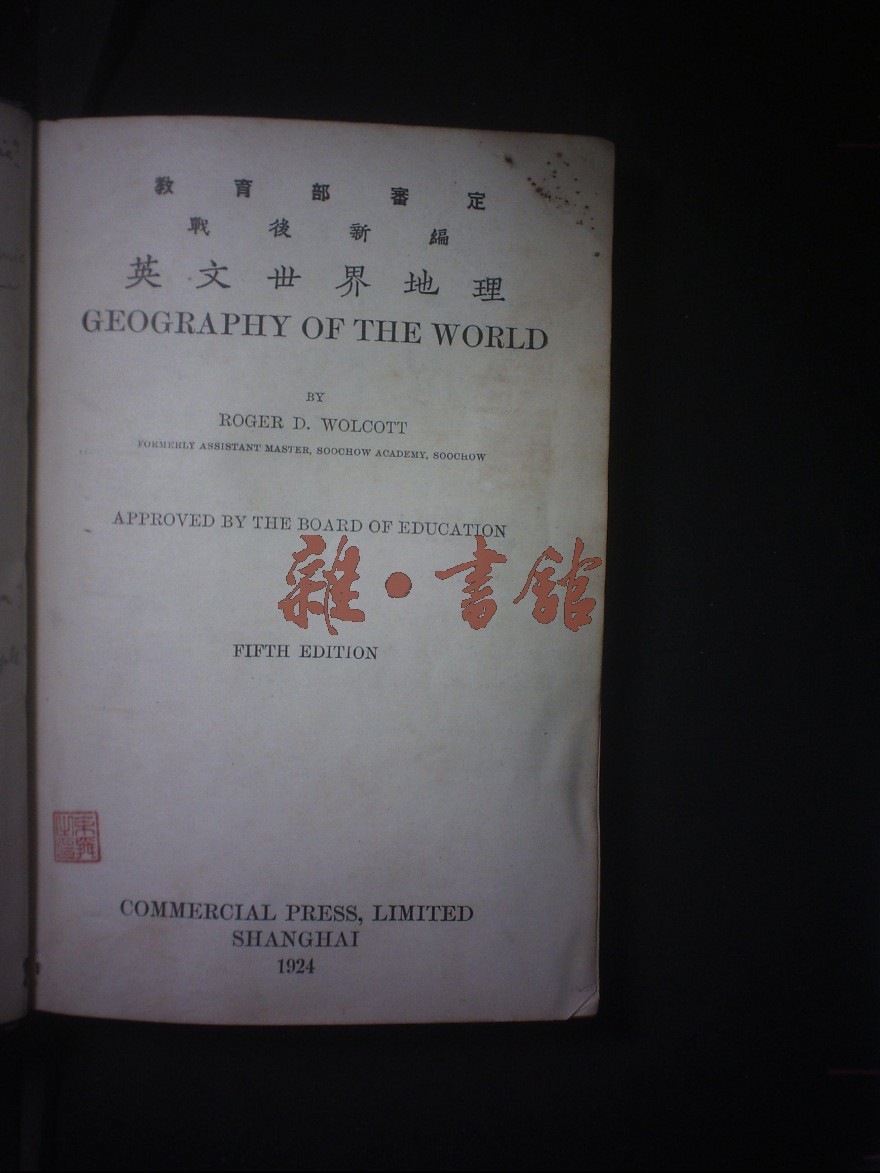 教育部審定
戰後新編
英文世界地理
GEOGRAPHY OF THE WORLD
BY
ROGER D. WOLCOTT
FORMERLY ASSISTANT MASTER, SOOCHOW ACADEMY, SOOCHOW
APPROVED BY THE BOARD OF EDUCATION
雜·書館
FIFTH EDITION
COMMERCIAL PRESS, LIMITED
SHANGHAI
1924